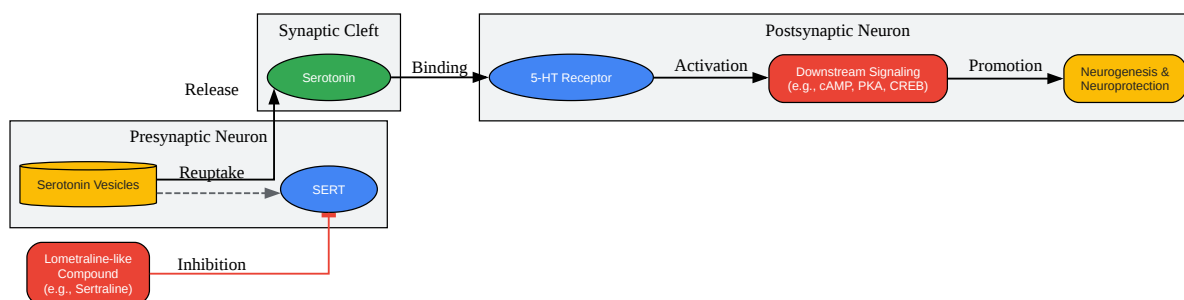 Synaptic Cleft
Serotonin
Postsynaptic Neuron
Binding
5-HT Receptor
Activation
Downstream Signaling
(e.g., cAMP, PKA, CREB)
Promotion
Neurogenesis &
Neuroprotection
Release
Presynaptic Neuron
Serotonin Vesicles
Reuptake
SERT
Lometraline-like
Compound
(e.g., Sertraline)
Inhibition